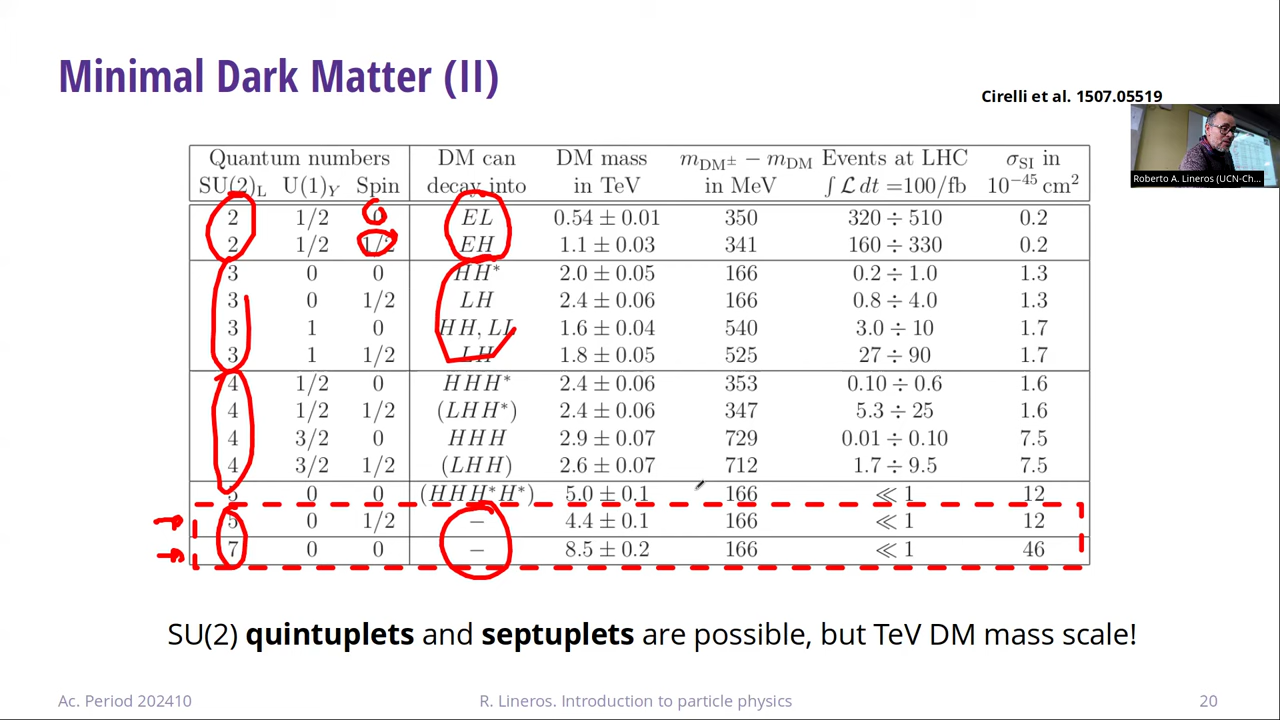 Minimal Dark Matter (II)
Cirelli et al. 1507.05519
Roberto A. Lineros (UCN-Ch...
Quantum numbers DM can DM mass m_DM± − m_DM Events at LHC σ_SI in
SU(2)_L U(1)_Y Spin decay into in TeV in MeV ∫ ℒ dt =100/fb 10⁻⁴⁵ cm²
2 1/2 0 EL 0.54 ± 0.01 350 320 ÷ 510 0.2
2 1/2 1/2 EH 1.1 ± 0.03 341 160 ÷ 330 0.2
3 0 0 HH* 2.0 ± 0.05 166 0.2 ÷ 1.0 1.3
3 0 1/2 LH 2.4 ± 0.06 166 0.8 ÷ 4.0 1.3
3 1 0 HH, LL 1.6 ± 0.04 540 3.0 ÷ 10 1.7
3 1 1/2 LH 1.8 ± 0.05 525 27 ÷ 90 1.7
4 1/2 0 HHH* 2.4 ± 0.06 353 0.10 ÷ 0.6 1.6
4 1/2 1/2 (LHH*) 2.4 ± 0.06 347 5.3 ÷ 25 1.6
4 3/2 0 HHH 2.9 ± 0.07 729 0.01 ÷ 0.10 7.5
4 3/2 1/2 (LHH) 2.6 ± 0.07 712 1.7 ÷ 9.5 7.5
5 0 0 (HHH*H*) 5.0 ± 0.1 166 ≪ 1 12
5 0 1/2 − 4.4 ± 0.1 166 ≪ 1 12
7 0 0 − 8.5 ± 0.2 166 ≪ 1 46
SU(2) quintuplets and septuplets are possible, but TeV DM mass scale!
Ac. Period 202410 R. Lineros. Introduction to particle physics 20